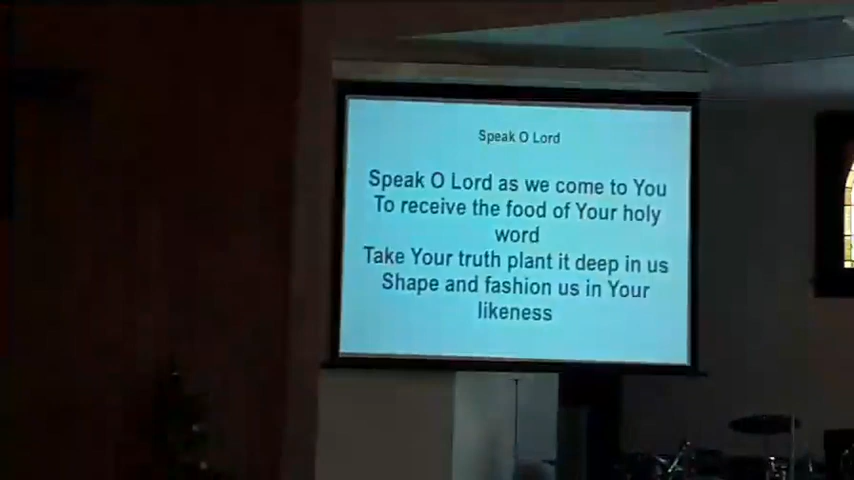 Speak O Lord
Speak O Lord as we come to You
To receive the food of Your holy
word
Take Your truth plant it deep in us
Shape and fashion us in Your
likeness